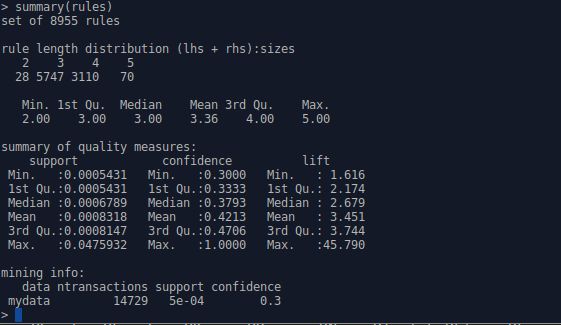 > summary(rules)
set of 8955 rules
rule length distribution (lhs + rhs):sizes
2 3 4 5
28 5747 3110 70
Min. 1st Qu. Median Mean 3rd Qu. Max.
2.00 3.00 3.00 3.36 4.00 5.00
summary of quality measures:
support confidence lift
Min. :0.0005431 Min. :0.3000 Min. : 1.616
1st Qu.:0.0005431 1st Qu.:0.3333 1st Qu.: 2.174
Median :0.0006789 Median :0.3793 Median : 2.679
Mean :0.0008318 Mean :0.4213 Mean : 3.451
3rd Qu.:0.0008147 3rd Qu.:0.4706 3rd Qu.: 3.744
Max. :0.0475932 Max. :1.0000 Max. :45.790
mining info:
data ntransactions support confidence
mydata 14729 5e-04 0.3
>